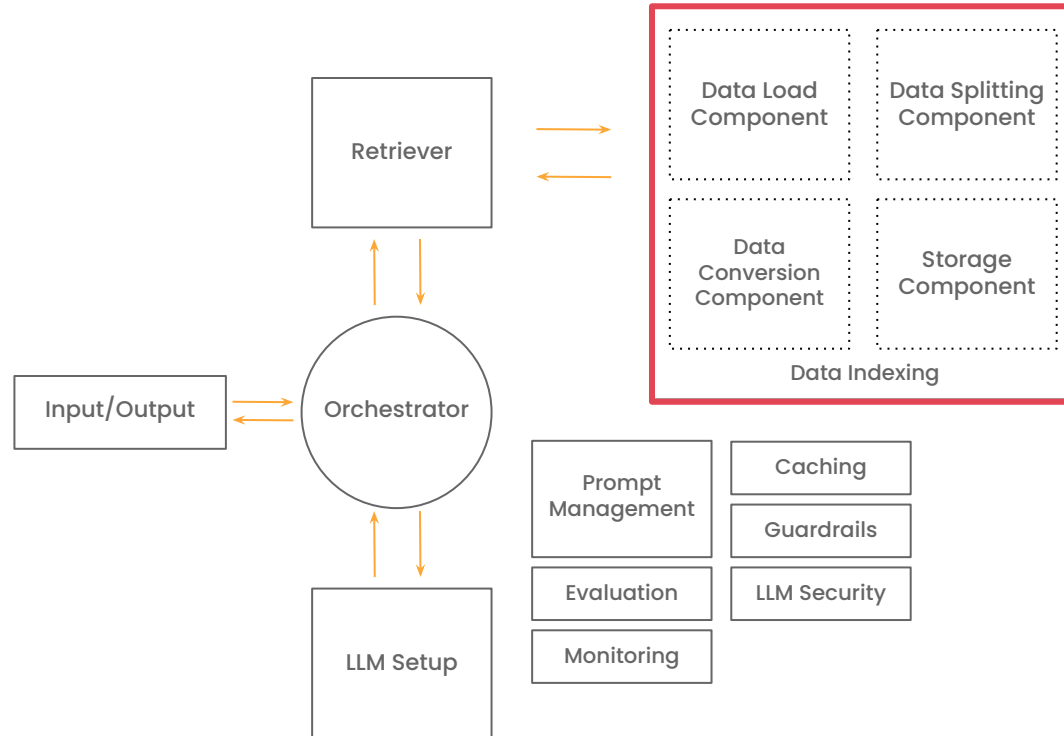 Data Load
Component
Data Splitting
Component
Retriever
Data
Conversion
Component
Storage
Component
Data Indexing
Input/Output
Orchestrator
Prompt
Management
Caching
Guardrails
Evaluation
LLM Security
Monitoring
LLM Setup